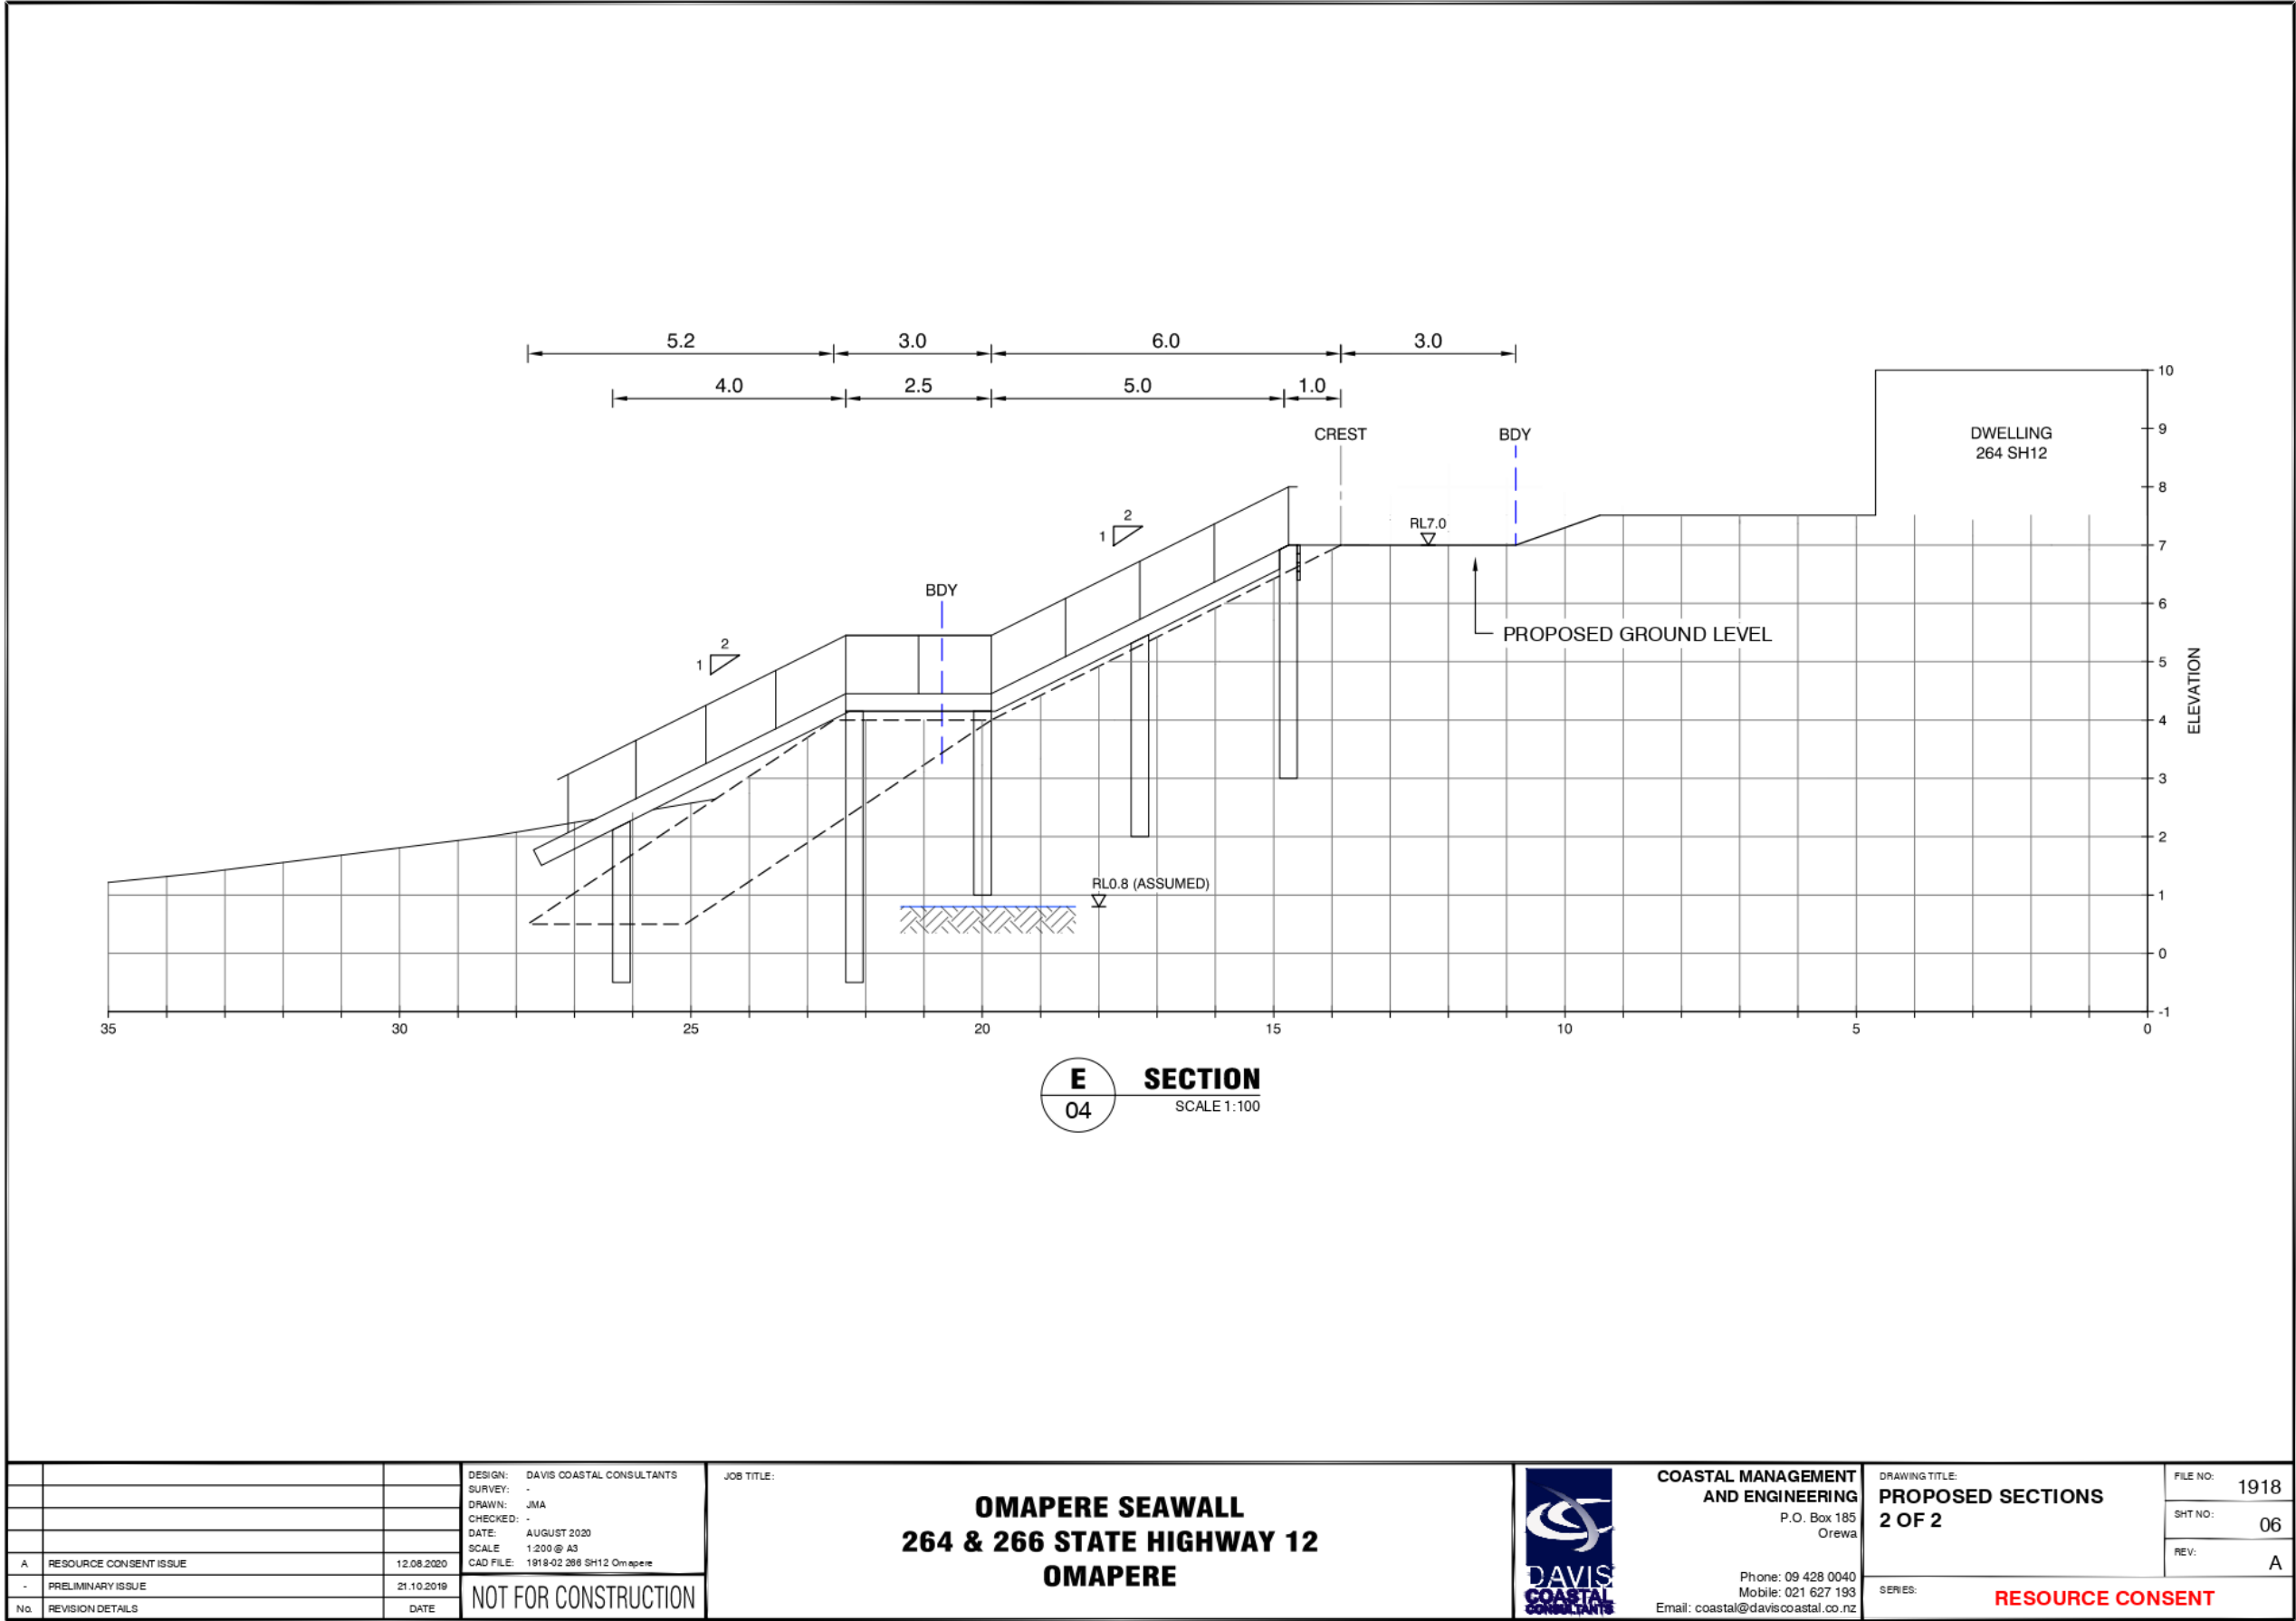 5.2 3.0 6.0 3.0
4.0 2.5 5.0 1.0
CREST
BDY
DWELLING
264 SH12
10
9
8
7
6
5
4
3
2
1
0
-1
ELEVATION
2
1
RL7.0
BDY
PROPOSED GROUND LEVEL
2
1
RL0.8 (ASSUMED)
35 30 25 20 15 10 5 0
E
04
SECTION
SCALE 1:100
A RESOURCE CONSENT ISSUE 12.08.2020
- PRELIMINARY ISSUE 21.10.2019
No. REVISION DETAILS DATE
DESIGN: DAVIS COASTAL CONSULTANTS
SURVEY: -
DRAWN: JMA
CHECKED: -
DATE: AUGUST 2020
SCALE 1:200 @ A3
CAD FILE: 1918-02 266 SH12 Omapere
NOT FOR CONSTRUCTION
JOB TITLE:
OMAPERE SEAWALL
264 & 266 STATE HIGHWAY 12
OMAPERE
DAVIS
COASTAL
CONSULTANTS
COASTAL MANAGEMENT
AND ENGINEERING
P.O. Box 185
Orewa
Phone: 09 428 0040
Mobile: 021 627 193
Email: coastal@daviscoastal.co.nz
DRAWING TITLE:
PROPOSED SECTIONS
2 OF 2
SERIES:
RESOURCE CONSENT
FILE NO: 1918
SHT NO: 06
REV: A